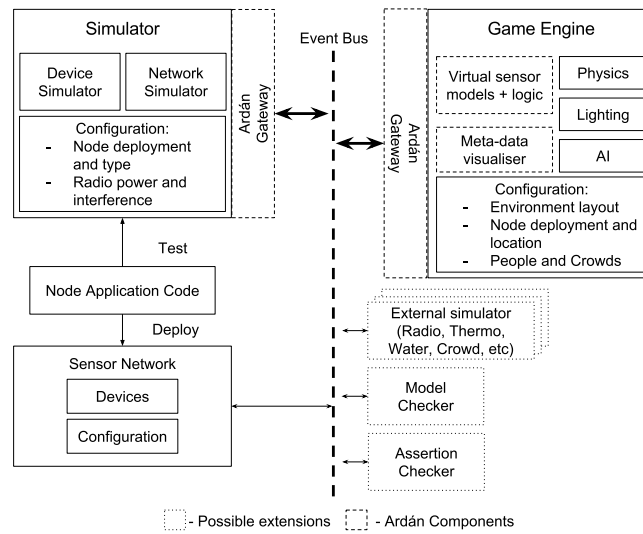 Simulator
Device
Simulator
Network
Simulator
Configuration:
- Node deployment
and type
- Radio power and
interference
Ardán
Gateway
Event Bus
Ardán
Gateway
Game Engine
Virtual sensor
models + logic
Physics
Lighting
Meta-data
visualiser
AI
Configuration:
- Environment layout
- Node deployment and
location
- People and Crowds
Test
Node Application Code
Deploy
Sensor Network
Devices
Configuration
External simulator
(Radio, Thermo,
Water, Crowd, etc)
Model
Checker
Assertion
Checker
- Possible extensions
- Ardán Components